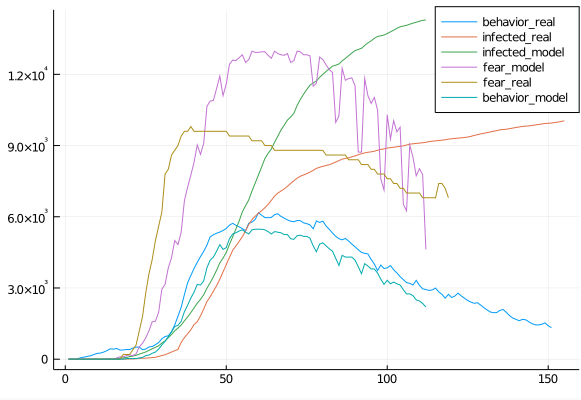 behavior_real
infected_real
infected_model
fear_model
fear_real
behavior_model
1.2×10⁴
9.0×10³
6.0×10³
3.0×10³
0
0 50 100 150